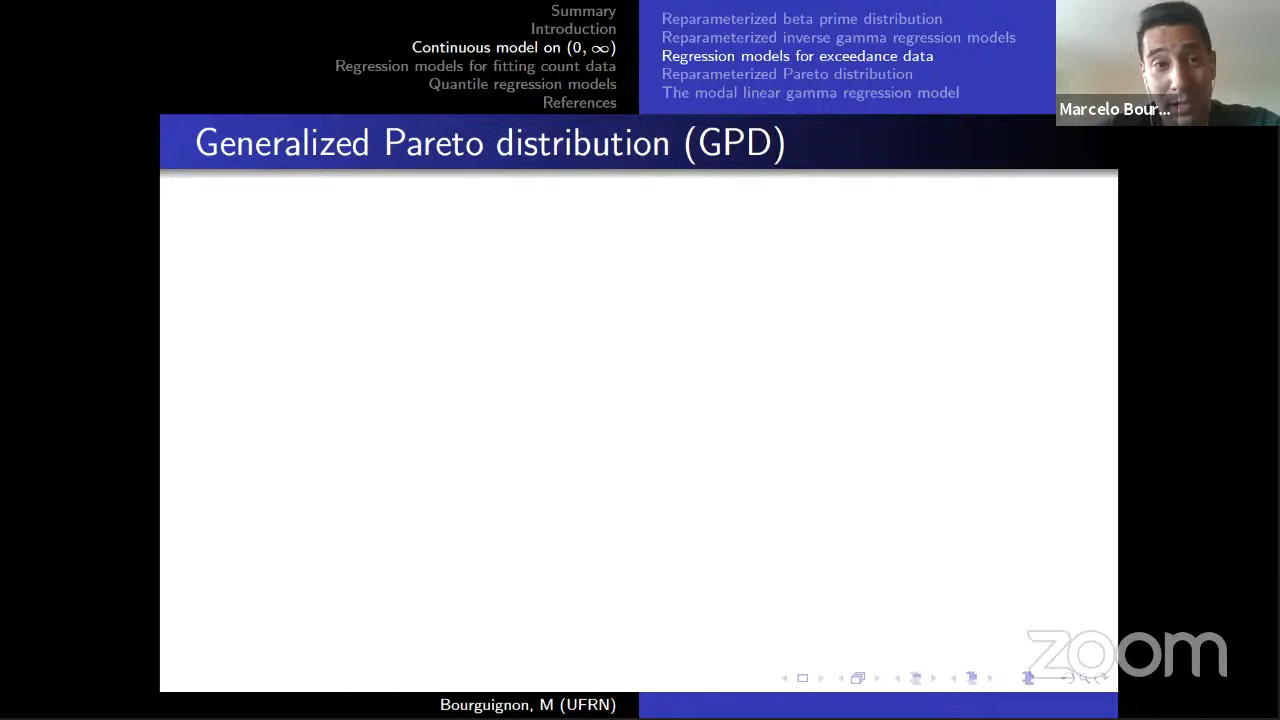 Summary
Introduction
Continuous model on (0, ∞)
Regression models for fitting count data
Quantile regression models
References
Reparameterized beta prime distribution
Reparameterized inverse gamma regression models
Regression models for exceedance data
Reparameterized Pareto distribution
The modal linear gamma regression model
Marcelo Bour...
Generalized Pareto distribution (GPD)
zoom
Bourguignon, M (UFRN)